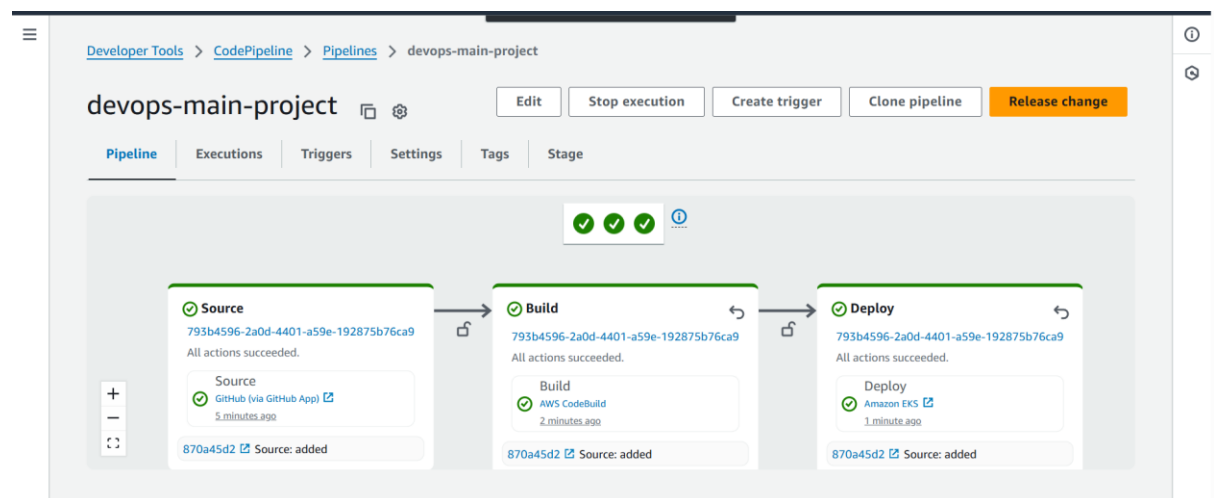 Developer Tools > CodePipeline > Pipelines > devops-main-project
devops-main-project
Edit
Stop execution
Create trigger
Clone pipeline
Release change
Pipeline
Executions
Triggers
Settings
Tags
Stage
Source
793b4596-2a0d-4401-a59e-192875b76ca9
All actions succeeded.
Source
GitHub (via GitHub App)
5 minutes ago
870a45d2 Source: added
Build
793b4596-2a0d-4401-a59e-192875b76ca9
All actions succeeded.
Build
AWS CodeBuild
2 minutes ago
870a45d2 Source: added
Deploy
793b4596-2a0d-4401-a59e-192875b76ca9
All actions succeeded.
Deploy
Amazon EKS
1 minute ago
870a45d2 Source: added